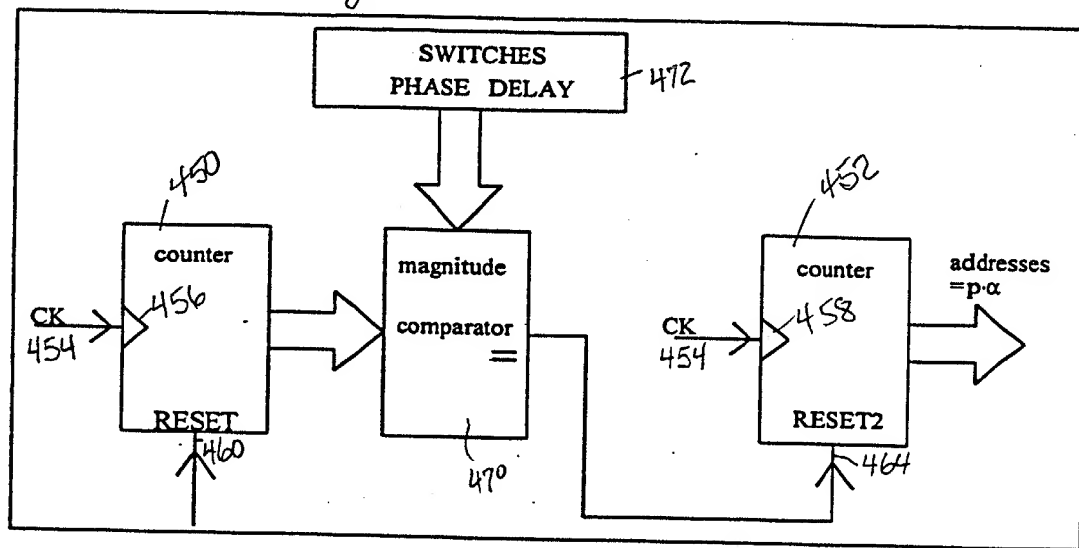 SWITCHES
PHASE DELAY
472
450
452
counter
magnitude
comparator
=
counter
addresses
=p·α
CK
454
456
CK
454
458
RESET
460
470
RESET2
464